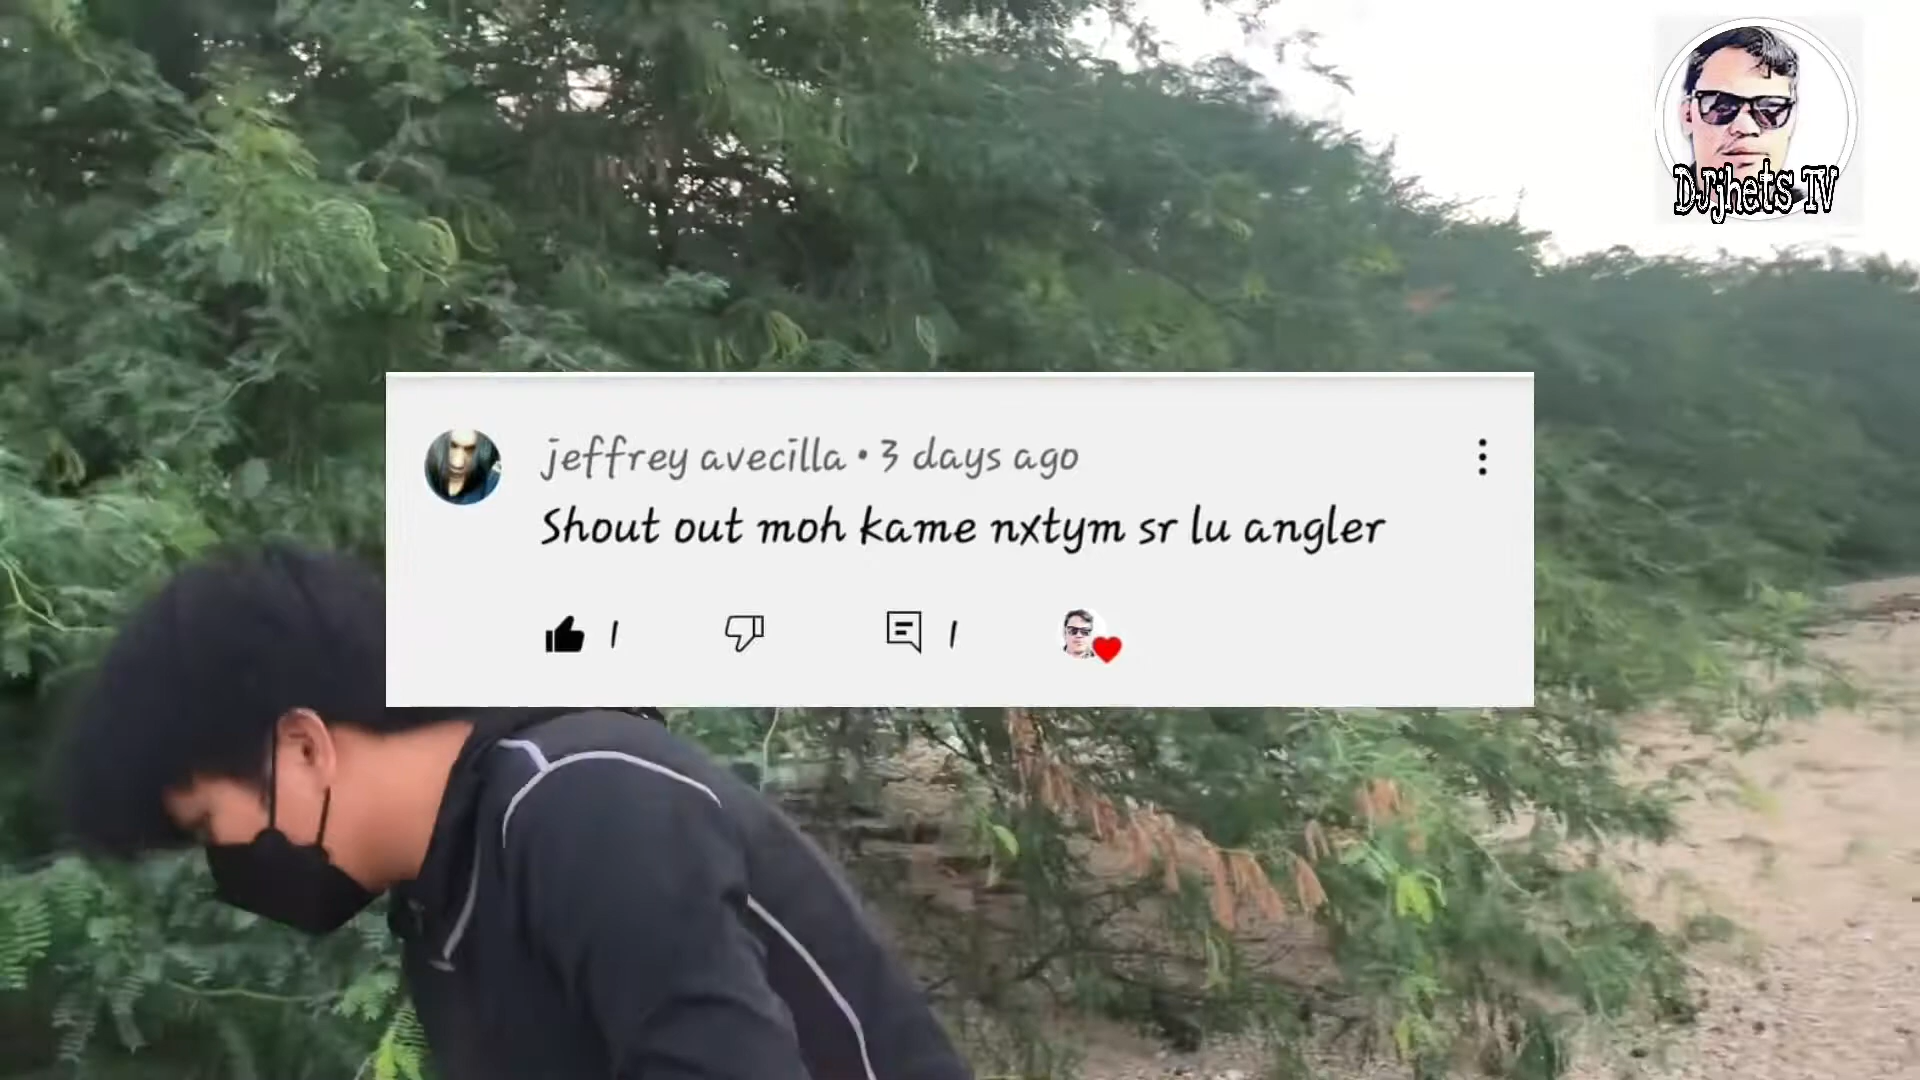 DJjhets TV
jeffrey avecilla • 3 days ago
Shout out moh kame nxtym sr lu angler
1
1